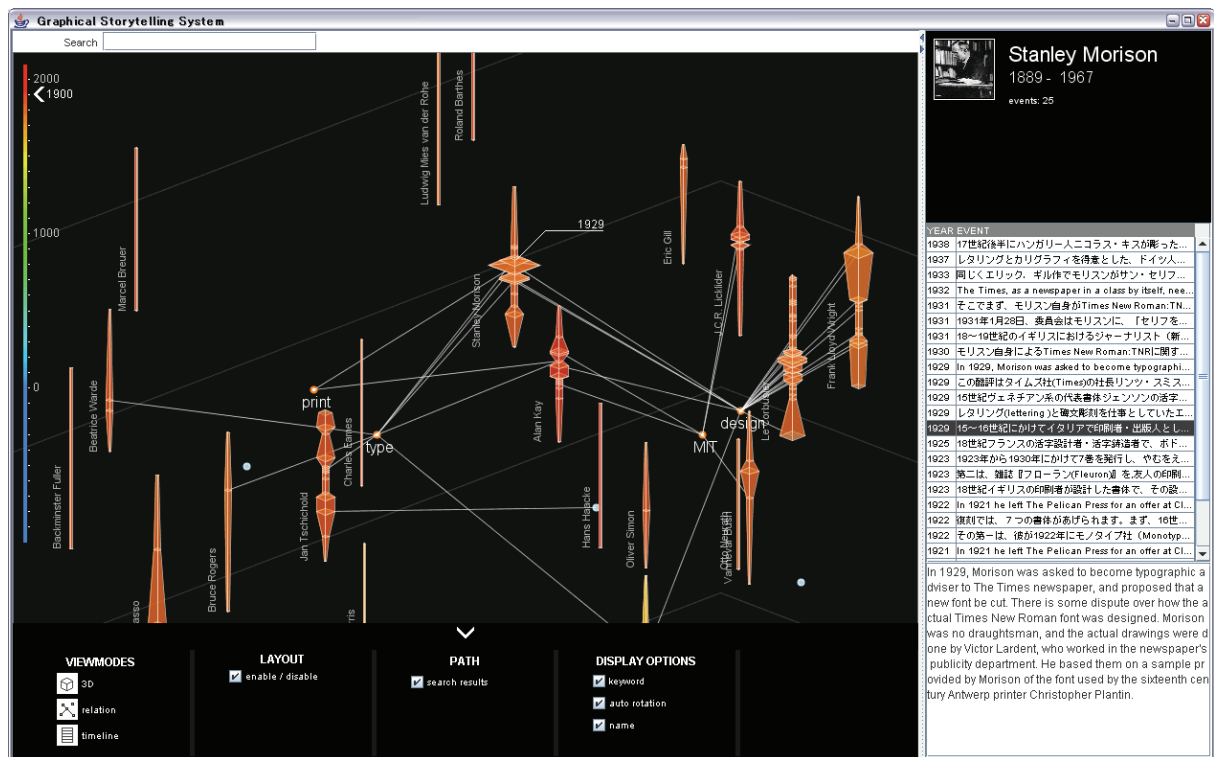 Graphical Storytelling System
Search
2000
1900
1000
0
Ludwig Mies van der Rohe
Roland Barthes
1929
Eric Gill
Marcel Breuer
Stanley Morison
J.C.R. Licklider
Frank Lloyd Wright
Beatrice Warde
print
type
Charles Eames
Alan Kay
design
MIT
Le Corbusier
Backminster Fuller
Jan Tschichold
Hans Haacke
Oliver Simon
Vannevar Bush
Bruce Rogers
asso
rris
VIEWMODES
3D
relation
timeline
LAYOUT
enable / disable
PATH
search results
DISPLAY OPTIONS
keyword
auto rotation
name
Stanley Morison
1889 - 1967
events: 25
YEAR EVENT
1938 17世紀後半にハンガリー人ニコラス・キスが彫った...
1937 レタリングとカリグラフィを得意とした、ドイツ人...
1933 同じくエリック．ギル作でモリスンがサン・セリフ...
1932 The Times, as a newspaper in a class by itself, nee...
1931 そこでまず、モリスン自身がTimes New Roman:TN...
1931 1931年1月28日、委員会はモリスンに、「セリフを...
1931 18～19世紀のイギリスにおけるジャーナリスト（新...
1930 モリスン自身によるTimes New Roman:TNRに関す...
1929 In 1929, Morison was asked to become typographi...
1929 この酷評はタイムズ社(Times)の社長リンツ・スミス...
1929 15世紀ヴェネチアン系の代表書体ジェンソンの活字...
1929 レタリング(lettering )と碑文彫刻を仕事としていたエ...
1929 15～16世紀にかけてイタリアで印刷者・出版人とし...
1925 18世紀フランスの活字設計者・活字鋳造者で、ボド...
1923 1923年から1930年にかけて7巻を発行し、やむをえ...
1923 第二は、雑誌『フローラン(Fleuron)』を友人の印刷...
1923 18世紀イギリスの印刷者が設計した書体で、その設...
1922 In 1921 he left The Pelican Press for an offer at Cl...
1922 復刻では、７つの書体があげられます。まず、16世...
1922 その第一は、彼が1922年にモノタイプ社（Monotyp...
1921 In 1921 he left The Pelican Press for an offer at Cl...
In 1929, Morison was asked to become typographic a
dviser to The Times newspaper, and proposed that a
new font be cut. There is some dispute over how the a
ctual Times New Roman font was designed. Morison
was no draughtsman, and the actual drawings were d
one by Victor Lardent, who worked in the newspaper's
publicity department. He based them on a sample pr
ovided by Morison of the font used by the sixteenth cen
tury Antwerp printer Christopher Plantin.